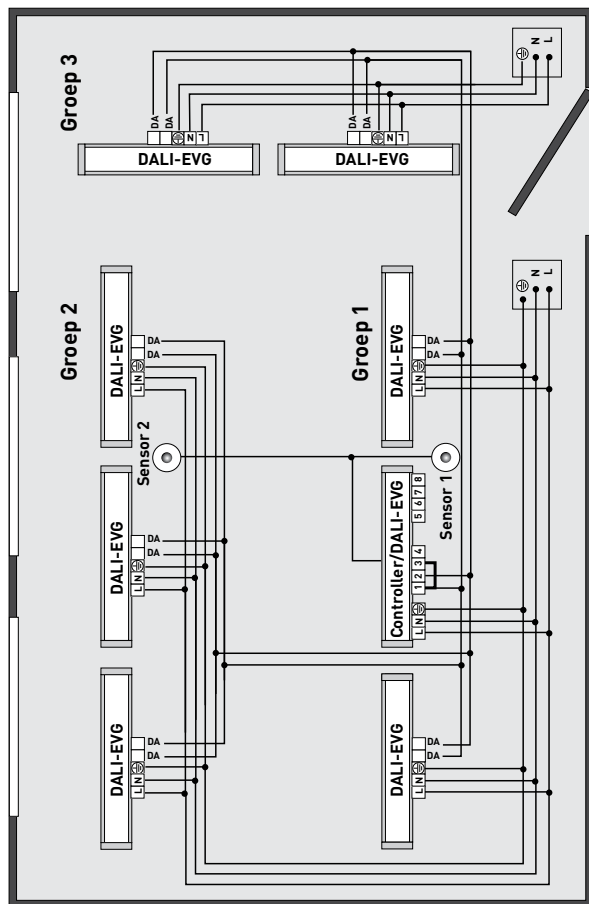 Groep 3
L
N
DA
DA
N
L
DALI-EVG
DA
DA
N
L
DALI-EVG
L
N
Groep 2
DALI-EVG
DA
DA
N
L
Groep 1
DALI-EVG
DA
DA
N
L
Sensor 2
Sensor 1
DALI-EVG
DA
DA
N
L
Controller/DALI-EVG
8
7
6
5
4
3
2
1
N
L
DALI-EVG
DA
DA
N
L
DALI-EVG
DA
DA
N
L